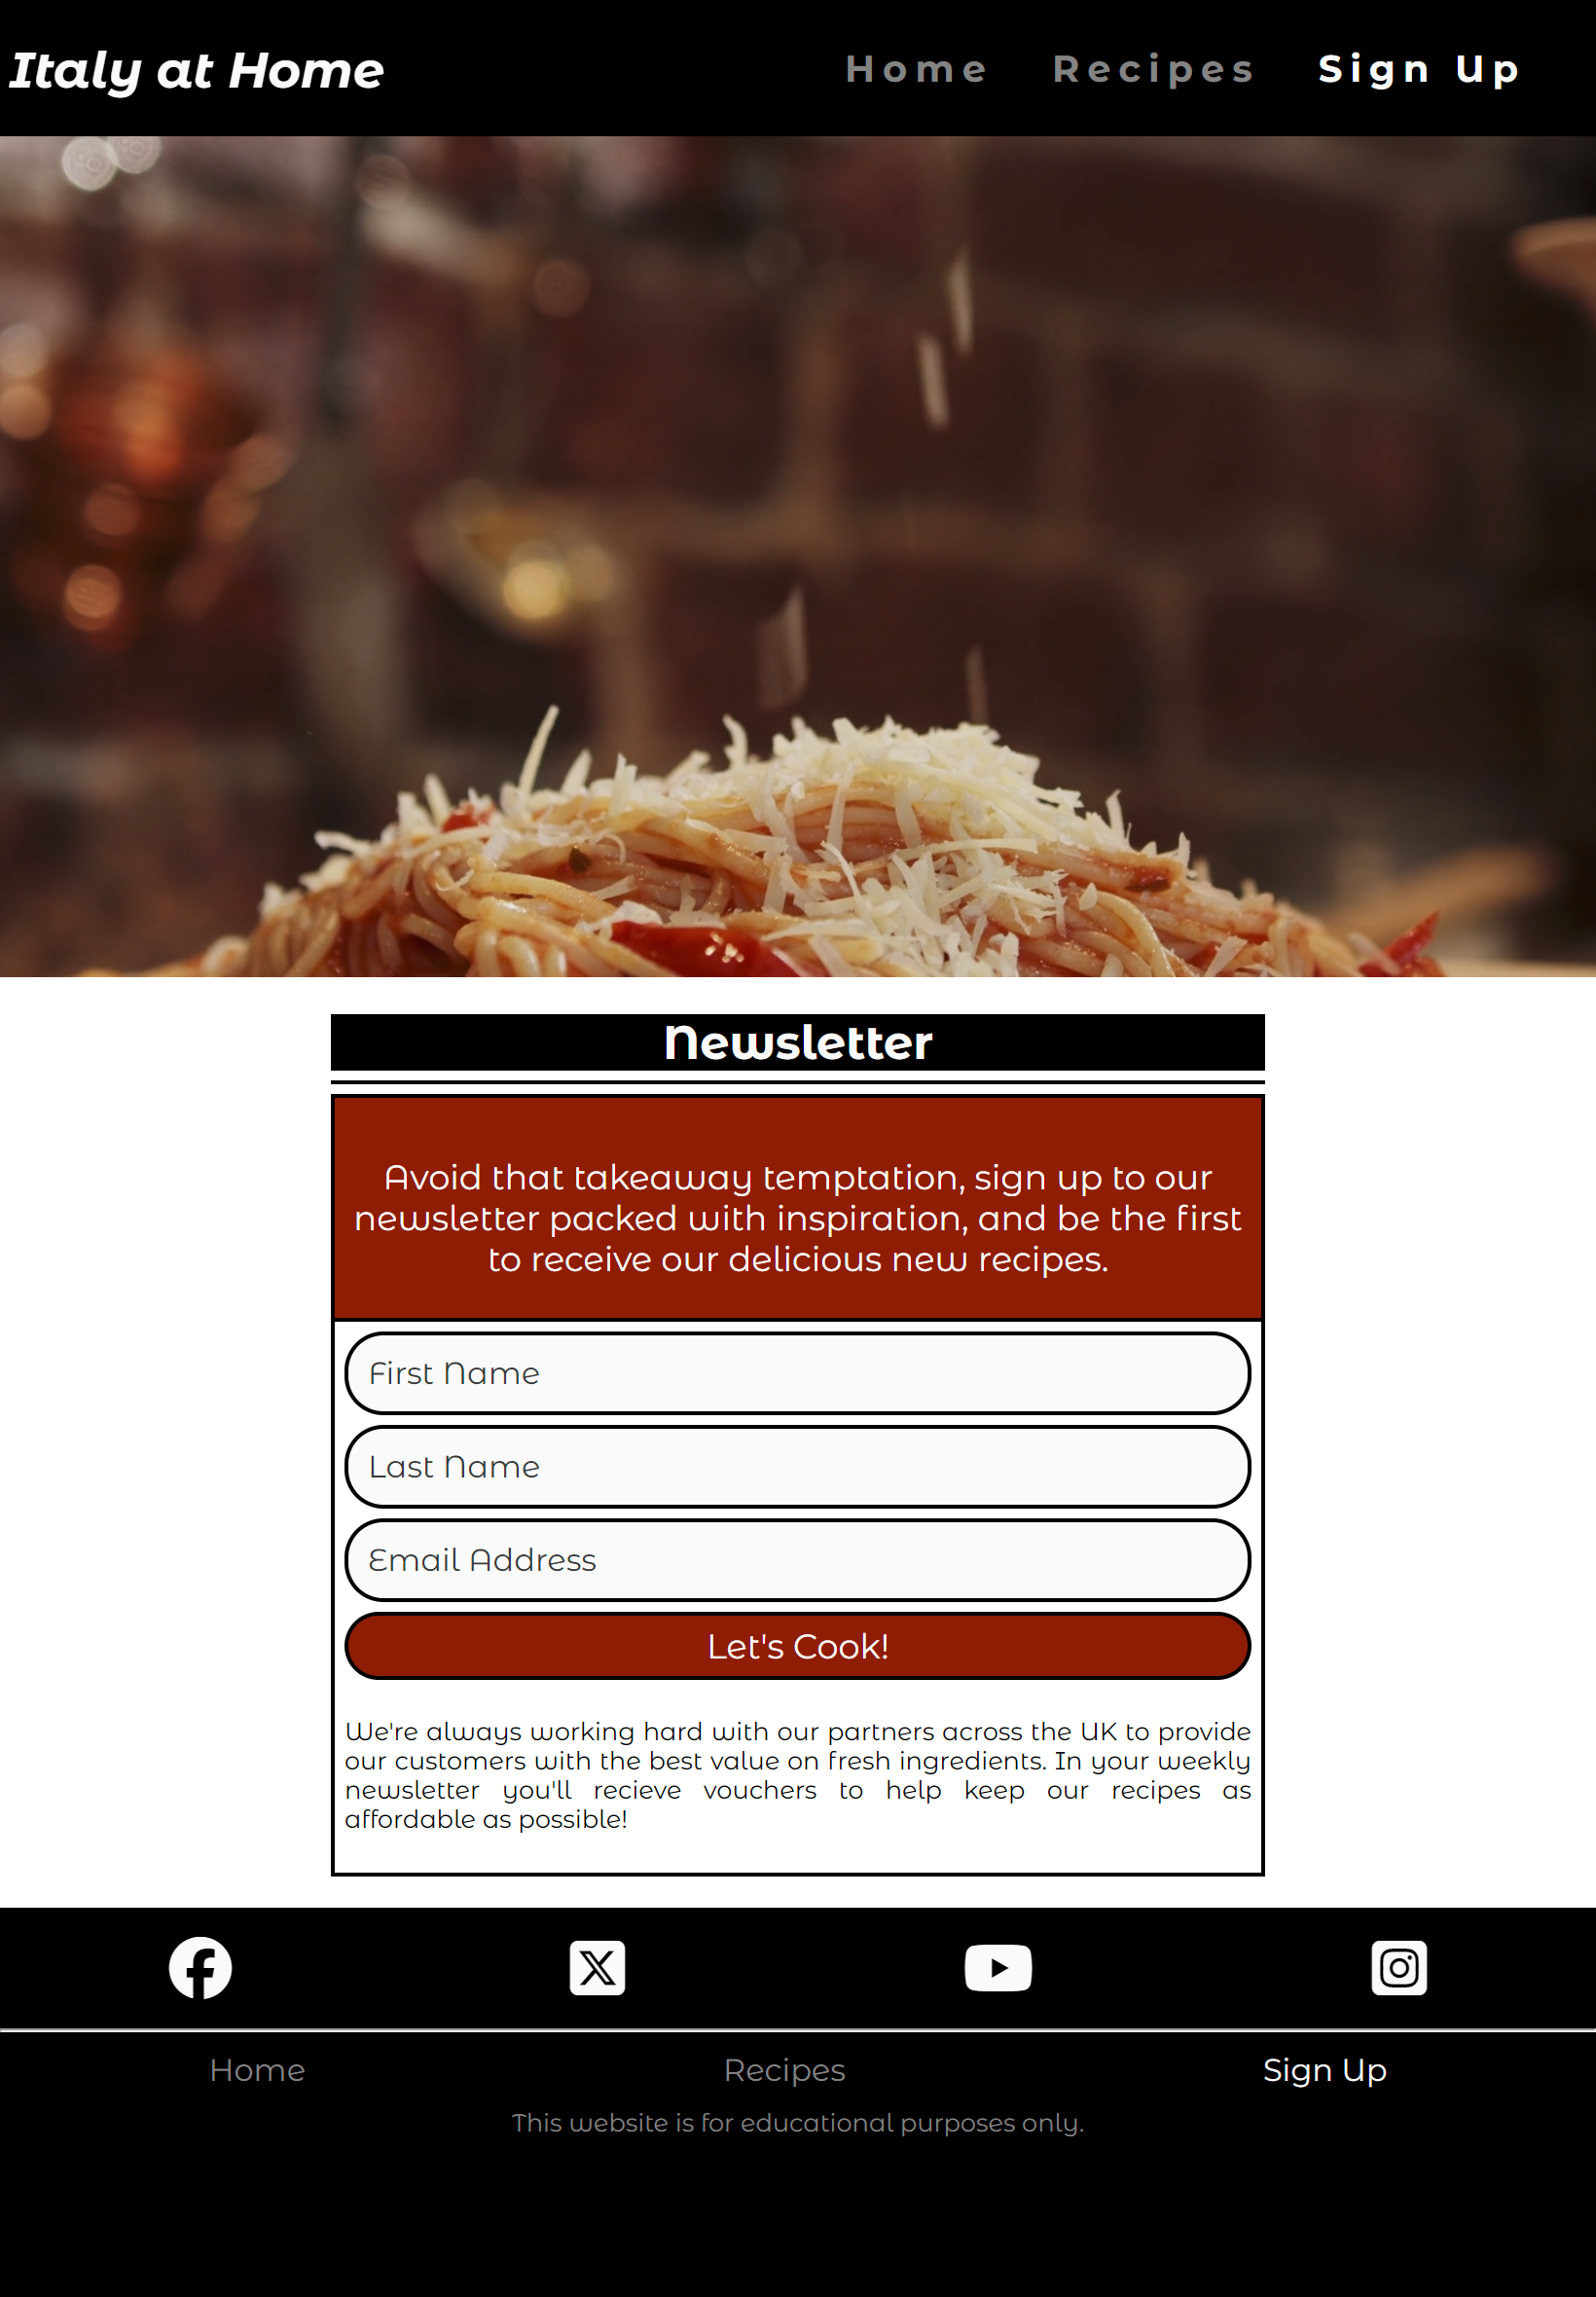 Italy at Home
Home Recipes Sign Up
Newsletter
Avoid that takeaway temptation, sign up to our
newsletter packed with inspiration, and be the first
to receive our delicious new recipes.
First Name
Last Name
Email Address
Let's Cook!
We're always working hard with our partners across the UK to provide
our customers with the best value on fresh ingredients. In your weekly
newsletter you'll recieve vouchers to help keep our recipes as
affordable as possible!
Home Recipes Sign Up
This website is for educational purposes only.